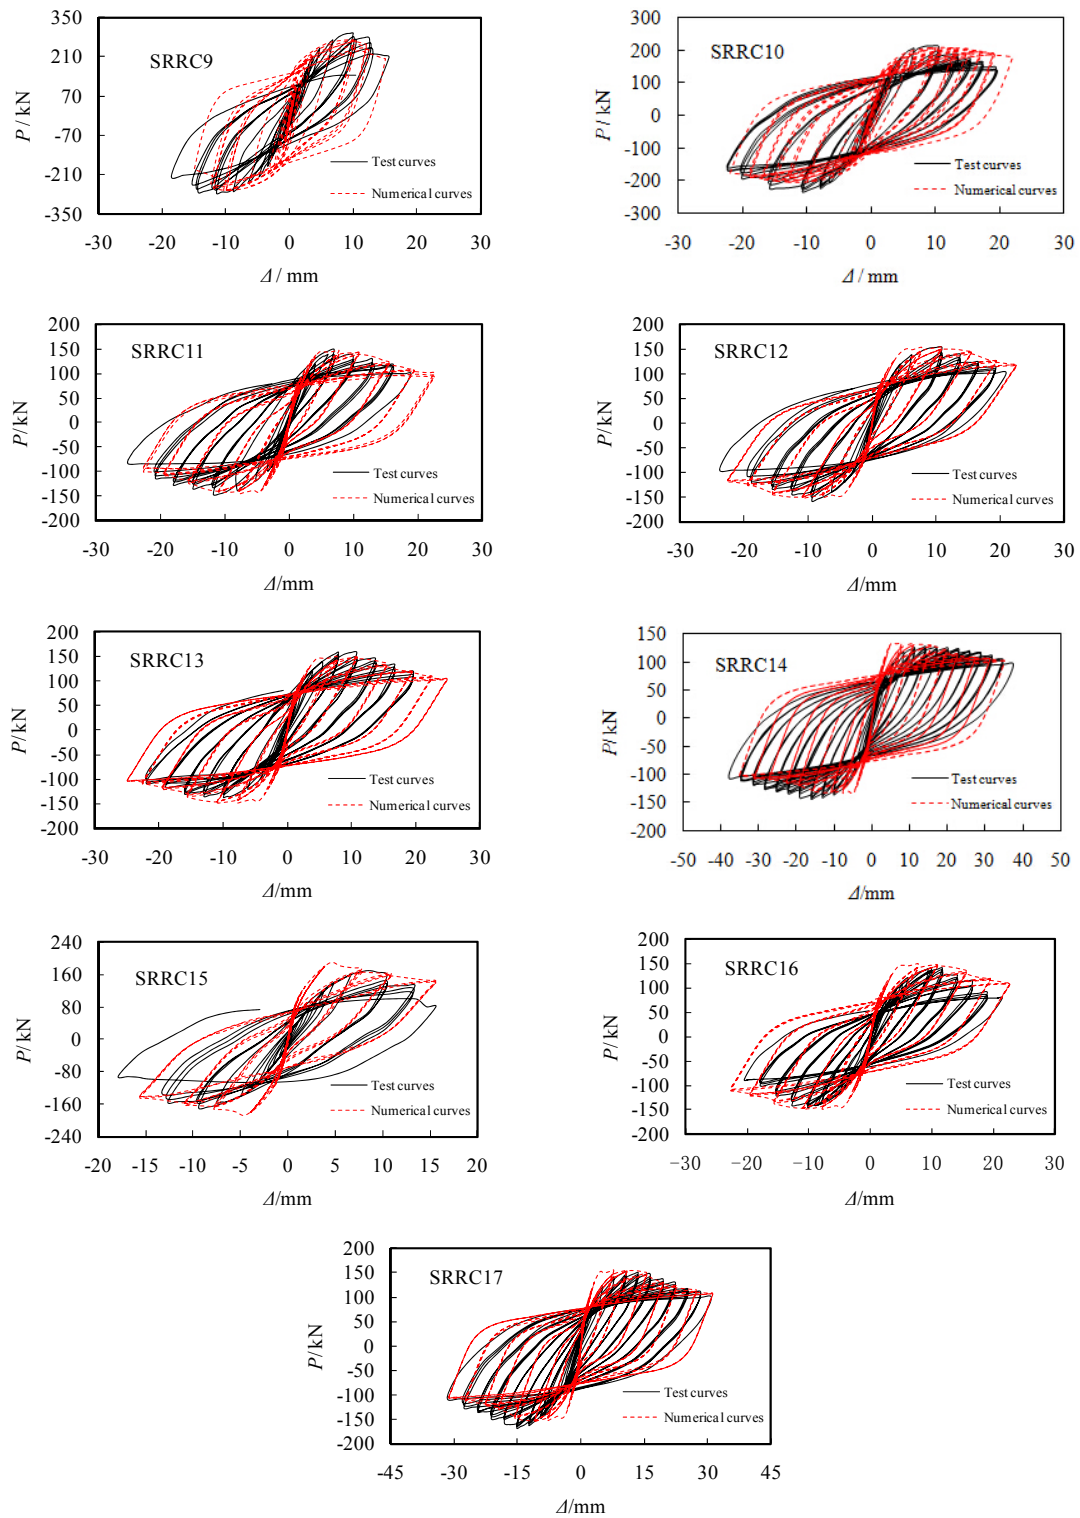 350
210
70
-70
-210
-350
P / kN
SRRC9
Test curves
Numerical curves
-30 -20 -10 0 10 20 30
Δ / mm
300
200
100
0
-100
-200
-300
P / kN
SRRC10
Test curves
Numerical curves
-30 -20 -10 0 10 20 30
Δ / mm
200
150
100
50
0
-50
-100
-150
-200
P/kN
SRRC11
Test curves
Numerical curves
-30 -20 -10 0 10 20 30
Δ/mm
200
150
100
50
0
-50
-100
-150
-200
P/kN
SRRC12
Test curves
Numerical curves
-30 -20 -10 0 10 20 30
Δ/mm
200
150
100
50
0
-50
-100
-150
-200
P/kN
SRRC13
Test curves
Numerical curves
-30 -20 -10 0 10 20 30
Δ/mm
150
100
50
0
-50
-100
-150
-200
P/kN
SRRC14
Test curves
Numerical curves
-50 -40 -30 -20 -10 0 10 20 30 40 50
Δ/mm
240
160
80
0
-80
-160
-240
P/kN
SRRC15
Test curves
Numerical curves
-20 -15 -10 -5 0 5 10 15 20
Δ/mm
200
150
100
50
0
-50
-100
-150
-200
P/kN
SRRC16
Test curves
Numerical curves
-30 -20 -10 0 10 20 30
Δ/mm
200
150
100
50
0
-50
-100
-150
-200
P/kN
SRRC17
Test curves
Numerical curves
-45 -30 -15 0 15 30 45
Δ/mm